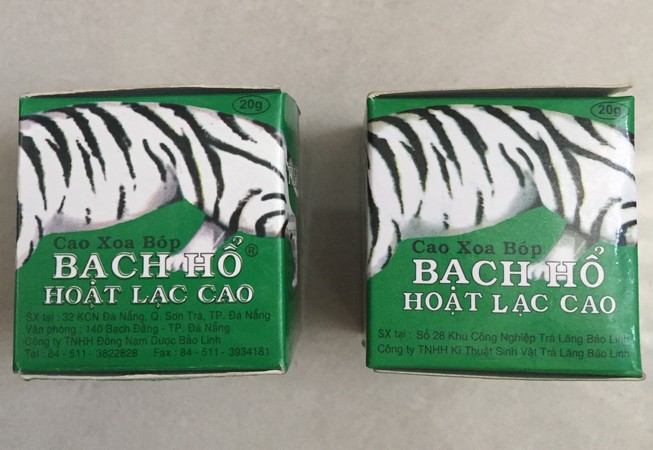 20g
Cao Xoa Bóp
BẠCH HỔ®
HOẠT LẠC CAO
SX tại : 32 KCN Đà Nẵng, Q. Sơn Trà, TP. Đà Nẵng
Văn phòng : 140 Bạch Đằng - TP. Đà Nẵng
Công ty TNHH Đông Nam Dược Bảo Linh
Tel : 84 - 511- 3822828 Fax : 84 - 511 - 3934181
20g
Cao Xoa Bóp
BẠCH HỔ
HOẠT LẠC CAO
SX tại : Số 28 Khu Công Nghiệp Trà Lãng Bảo Linh
Công ty TNHH Kĩ Thuật Sinh Vật Trà Lãng Bảo Linh